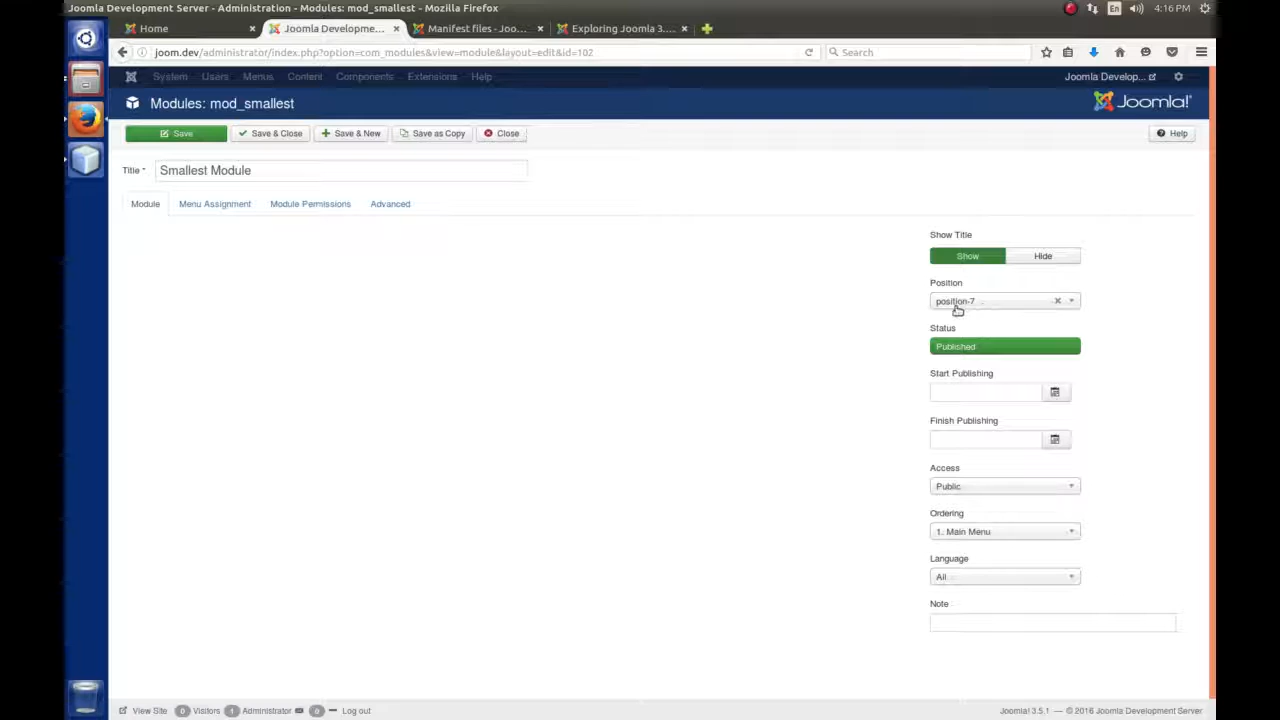 Joomla Development Server - Administration - Modules: mod_smallest - Mozilla Firefox
En 4:16 PM
Home Joomla Developme... Manifest files - Joo... Exploring Joomla 3....
joom.dev/administrator/index.php?option=com_modules&view=module&layout=edit&id=102 Search
System Users Menus Content Components Extensions Help Joomla Develop...
Modules: mod_smallest Joomla!®
Save Save & Close Save & New Save as Copy Close Help
Title * Smallest Module
Module Menu Assignment Module Permissions Advanced
Show Title
Show Hide
Position
position-7
Status
Published
Start Publishing
Finish Publishing
Access
Public
Ordering
1. Main Menu
Language
All
Note
View Site 0 Visitors 1 Administrator 0 Log out Joomla! 3.5.1 — © 2016 Joomla Development Server